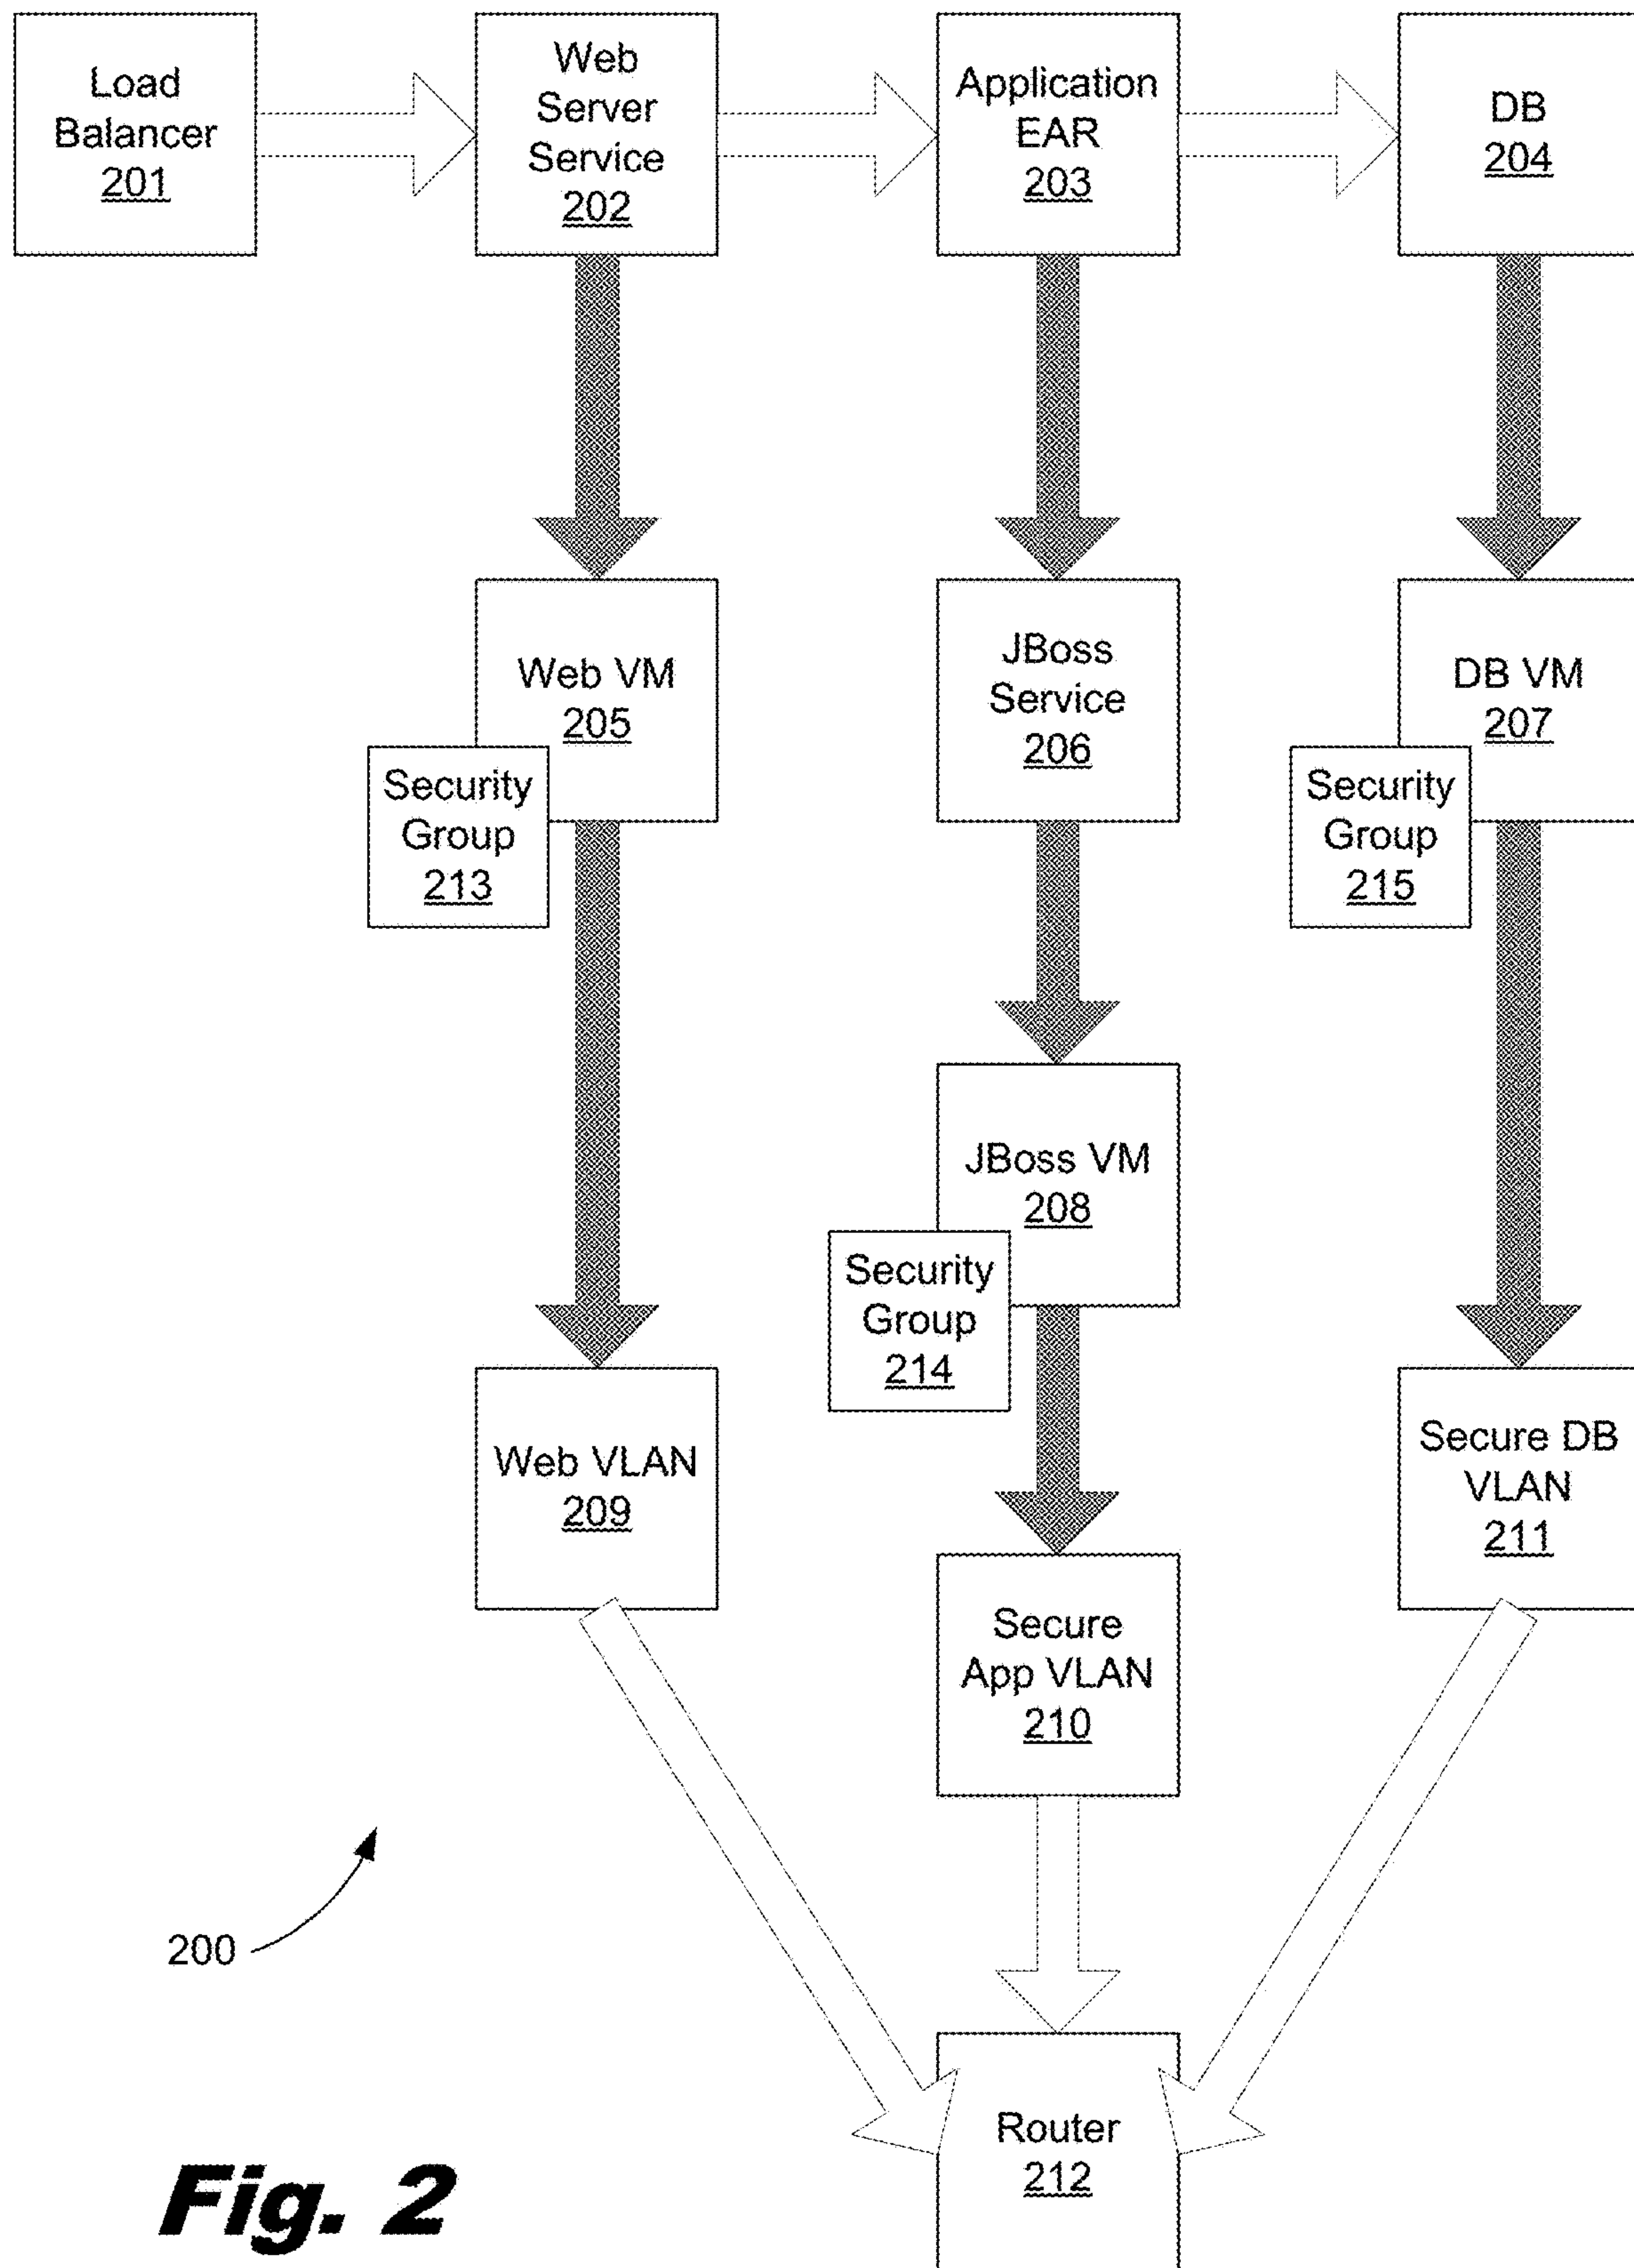 Load
Balancer
201
Web
Server
Service
202
Application
EAR
203
DB
204
Web VM
205
Security
Group
213
JBoss
Service
206
DB VM
207
Security
Group
215
JBoss VM
208
Security
Group
214
Web VLAN
209
Secure DB
VLAN
211
Secure
App VLAN
210
200
Router
212
Fig. 2